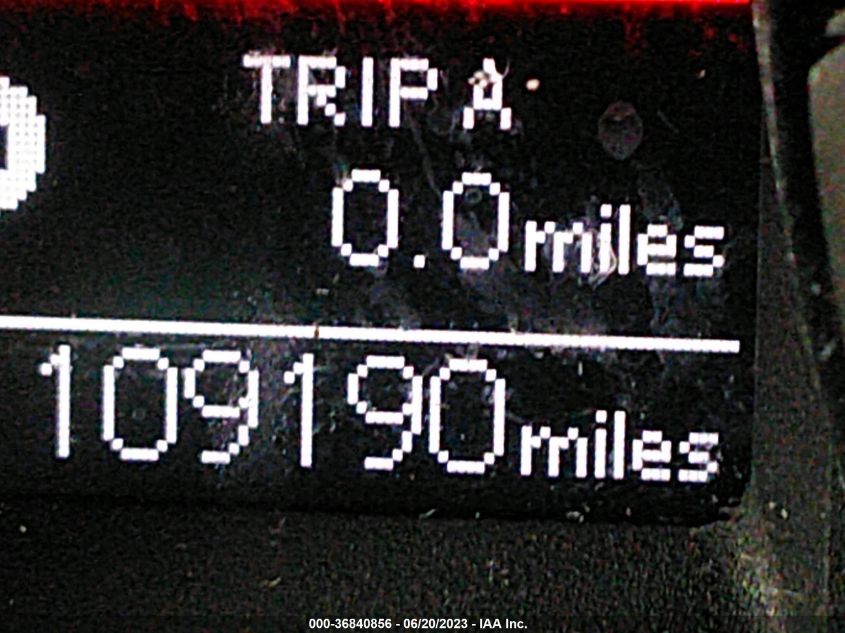 TRIP A
0.0 miles
109190 miles
000-36840856 - 06/20/2023 - IAA Inc.